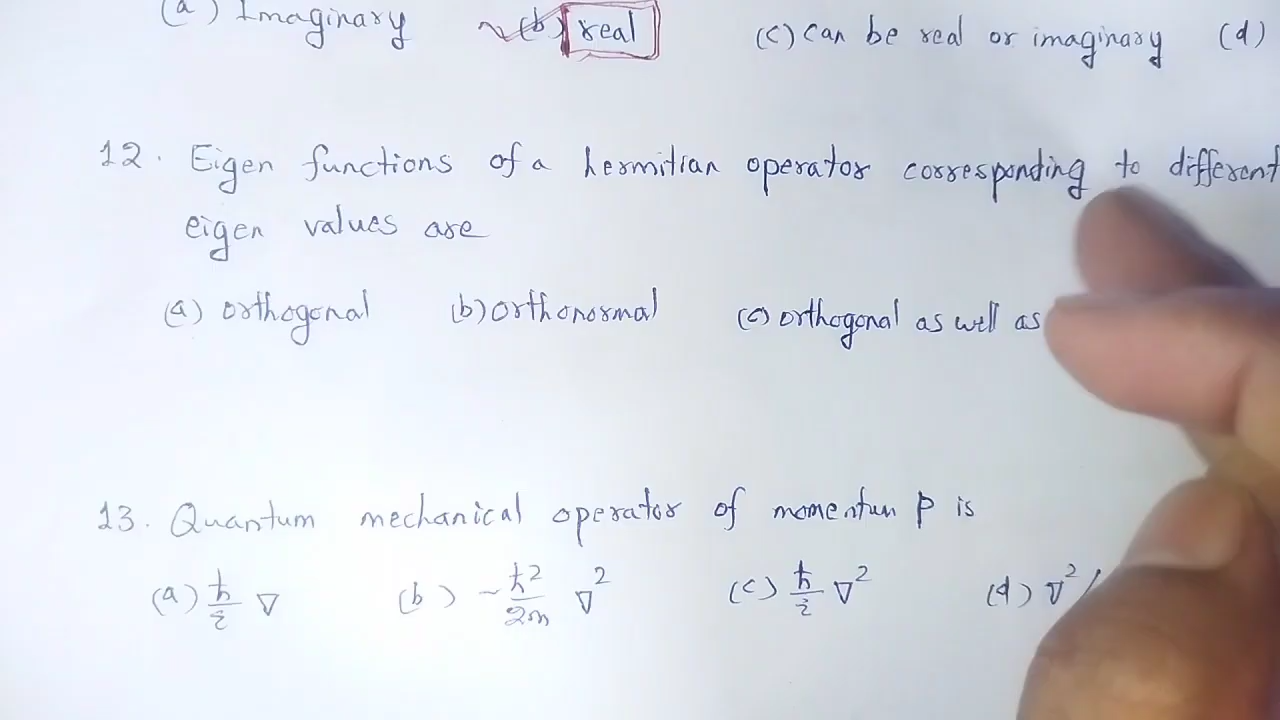 (a) Imaginary (b) real (c) can be real or imaginary (d)
12. Eigen functions of a hermitian operator corresponding to different
eigen values are
(a) orthogonal (b) orthonormal (c) orthogonal as well as
13. Quantum mechanical operator of momentum p is
(a) ħ/i ∇ (b) -ħ²/2m ∇² (c) ħ/i ∇² (d) ∇²/